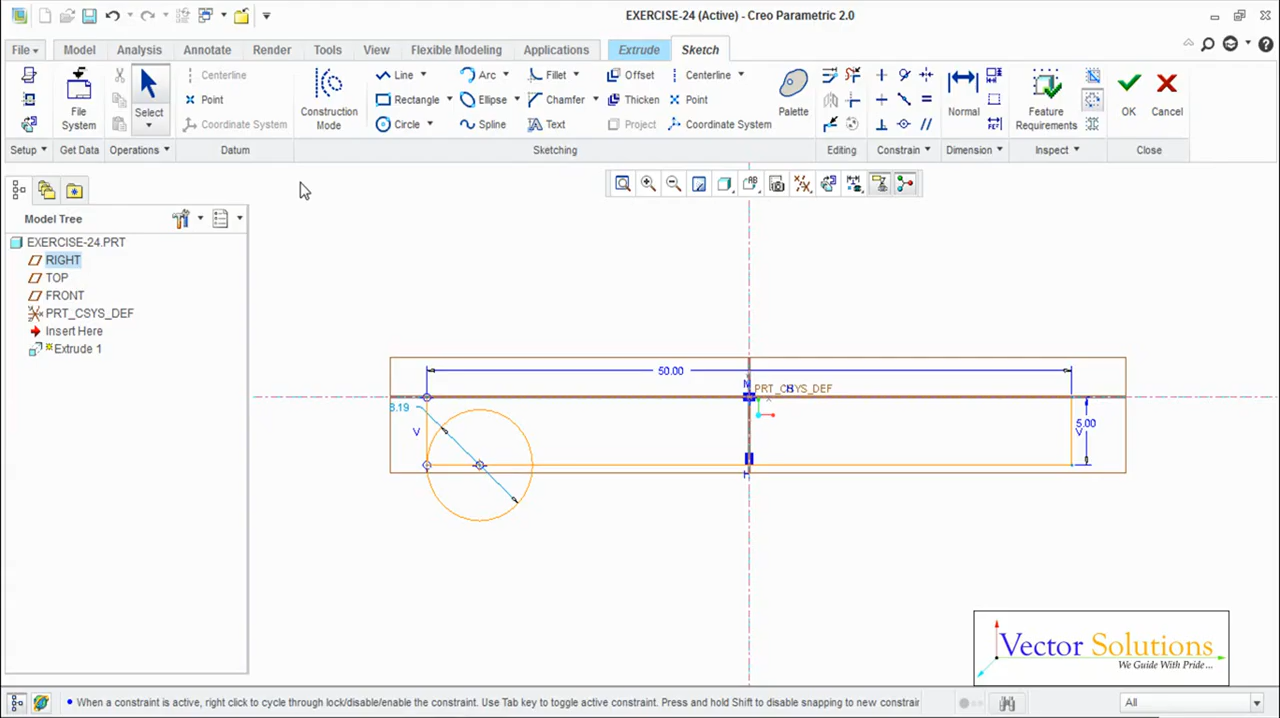 EXERCISE-24 (Active) - Creo Parametric 2.0
File Model Analysis Annotate Render Tools View Flexible Modeling Applications Extrude Sketch
File System
Select
Centerline
Point
Coordinate System
Construction Mode
Line Arc Fillet Offset Centerline
Rectangle Ellipse Chamfer Thicken Point
Circle Spline Text Project Coordinate System
Palette
Normal
Feature Requirements
OK Cancel
Setup Get Data Operations Datum Sketching Editing Constrain Dimension Inspect Close
Model Tree
EXERCISE-24.PRT
RIGHT
TOP
FRONT
PRT_CSYS_DEF
Insert Here
Extrude 1
50.00
PRT_CSYS_DEF
H
8.19
V
5.00
V
H
Vector Solutions
We Guide With Pride...
When a constraint is active, right click to cycle through lock/disable/enable the constraint. Use Tab key to toggle active constraint. Press and hold Shift to disable snapping to new constrair
All